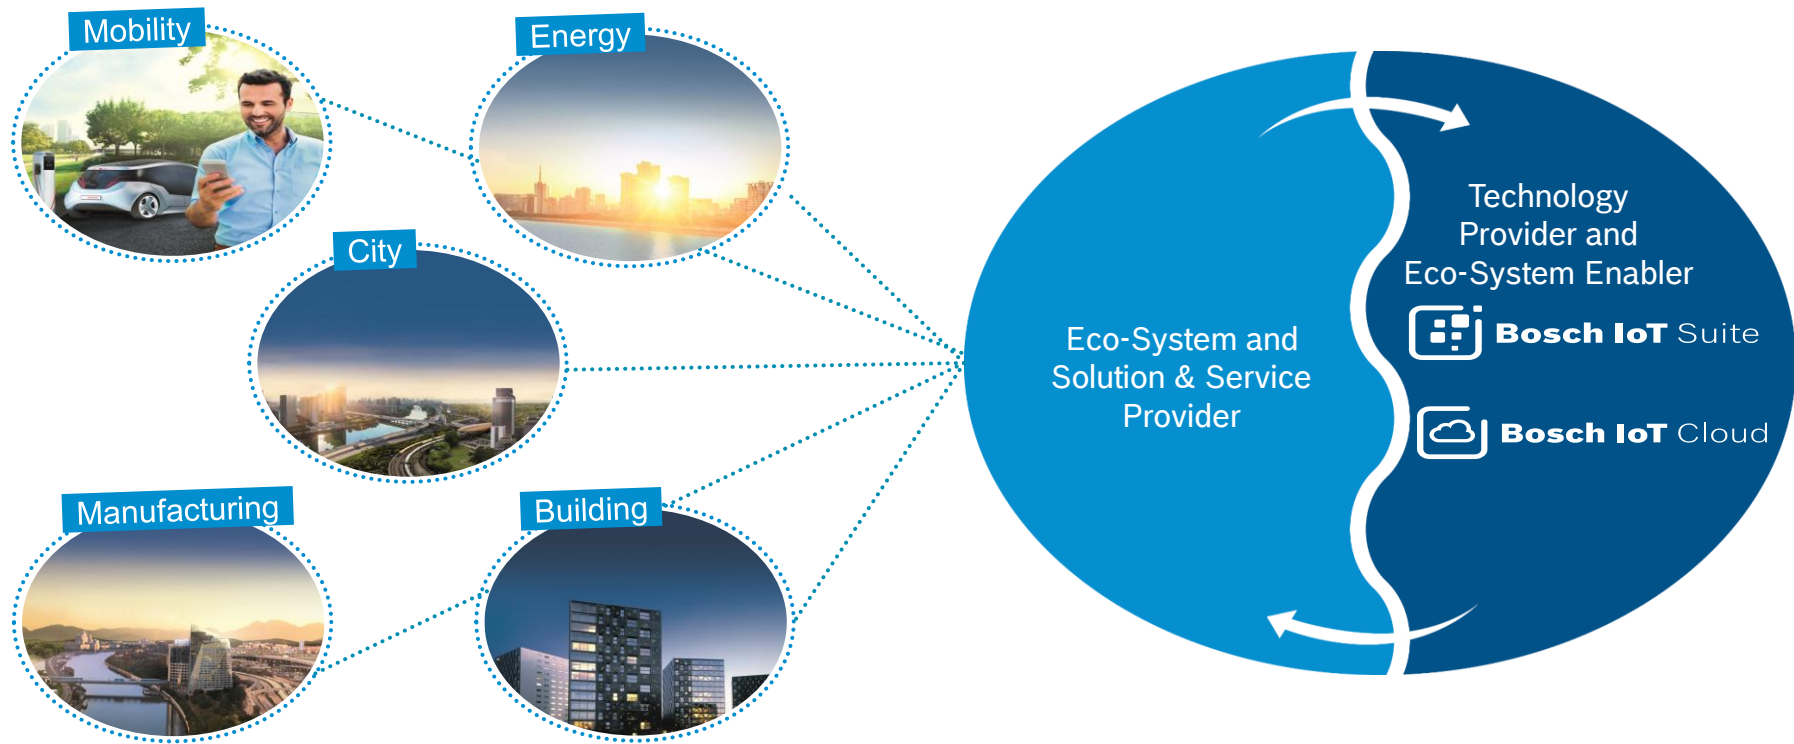 Mobility
Energy
City
Manufacturing
Building
Eco-System and
Solution & Service
Provider
Technology
Provider and
Eco-System Enabler
Bosch IoT Suite
Bosch IoT Cloud